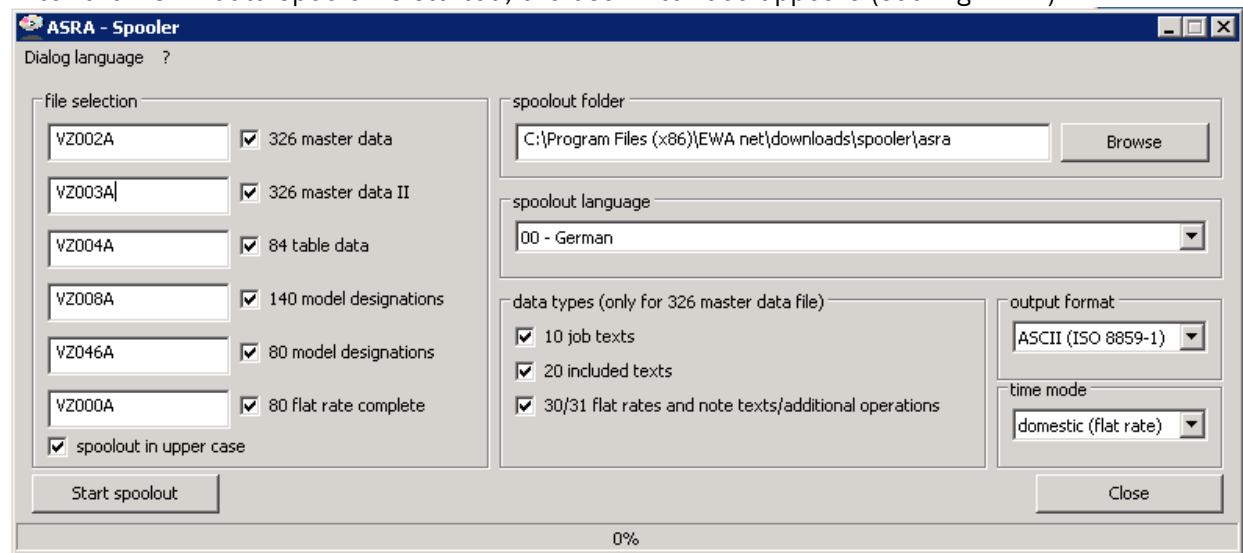 ASRA - Spooler
Dialog language ?
file selection
VZ002A 326 master data
VZ003A 326 master data II
VZ004A 84 table data
VZ008A 140 model designations
VZ046A 80 model designations
VZ000A 80 flat rate complete
spoolout in upper case
spoolout folder
C:\Program Files (x86)\EWA net\downloads\spooler\asra Browse
spoolout language
00 - German
data types (only for 326 master data file)
10 job texts
20 included texts
30/31 flat rates and note texts/additional operations
output format
ASCII (ISO 8859-1)
time mode
domestic (flat rate)
Start spoolout Close
0%